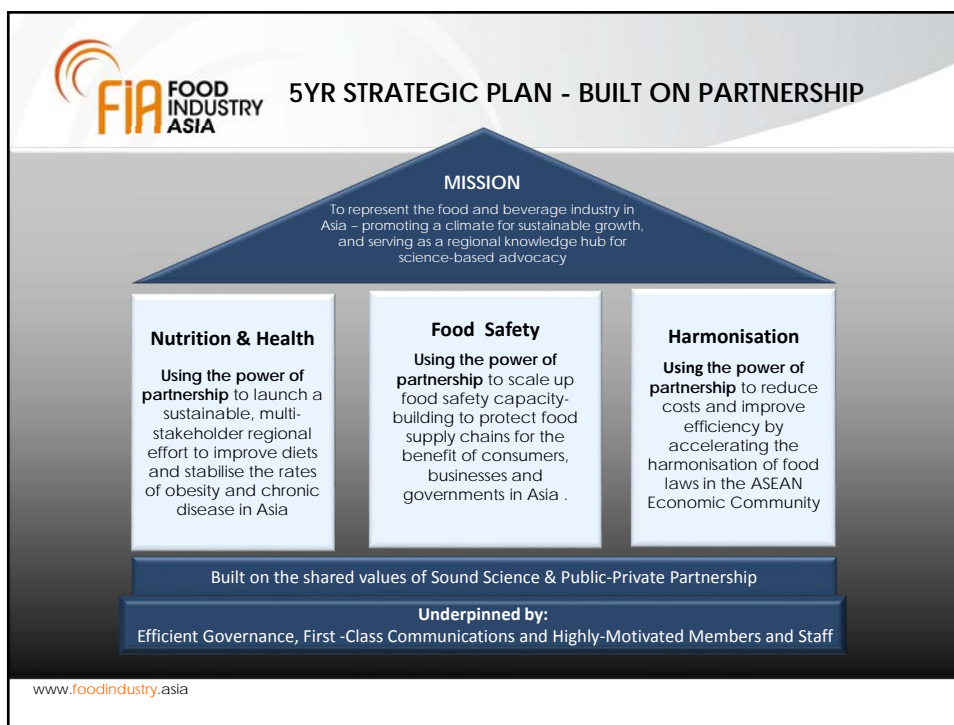 FiA FOOD
INDUSTRY
ASIA
5YR STRATEGIC PLAN - BUILT ON PARTNERSHIP
MISSION
To represent the food and beverage industry in
Asia – promoting a climate for sustainable growth,
and serving as a regional knowledge hub for
science-based advocacy
Nutrition & Health
Using the power of
partnership to launch a
sustainable, multi-
stakeholder regional
effort to improve diets
and stabilise the rates
of obesity and chronic
disease in Asia
Food Safety
Using the power of
partnership to scale up
food safety capacity-
building to protect food
supply chains for the
benefit of consumers,
businesses and
governments in Asia .
Harmonisation
Using the power of
partnership to reduce
costs and improve
efficiency by
accelerating the
harmonisation of food
laws in the ASEAN
Economic Community
Built on the shared values of Sound Science & Public-Private Partnership
Underpinned by:
Efficient Governance, First -Class Communications and Highly-Motivated Members and Staff
www.foodindustry.asia